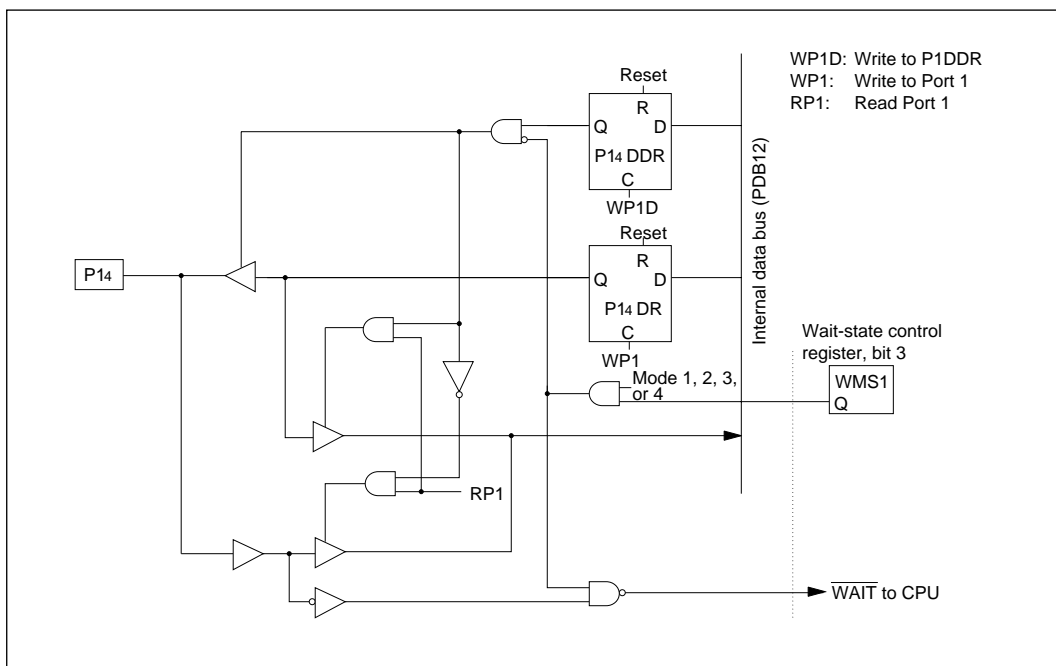 WP1D: Write to P1DDR
WP1: Write to Port 1
RP1: Read Port 1
Reset
R
Q D
P14 DDR
C
WP1D
Reset
R
Q D
P14 DR
C
WP1
P14
Internal data bus (PDB12)
Wait-state control
register, bit 3
WMS1
Q
Mode 1, 2, 3,
or 4
RP1
WAIT to CPU